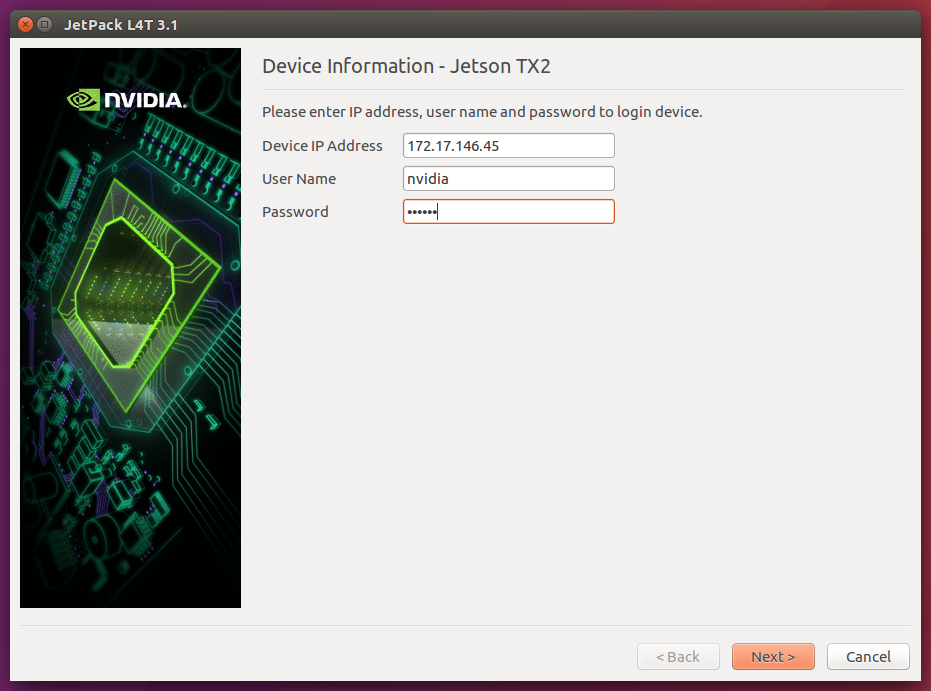 JetPack L4T 3.1
NVIDIA.
Device Information - Jetson TX2
Please enter IP address, user name and password to login device.
Device IP Address 172.17.146.45
User Name nvidia
Password ••••••
< Back Next > Cancel